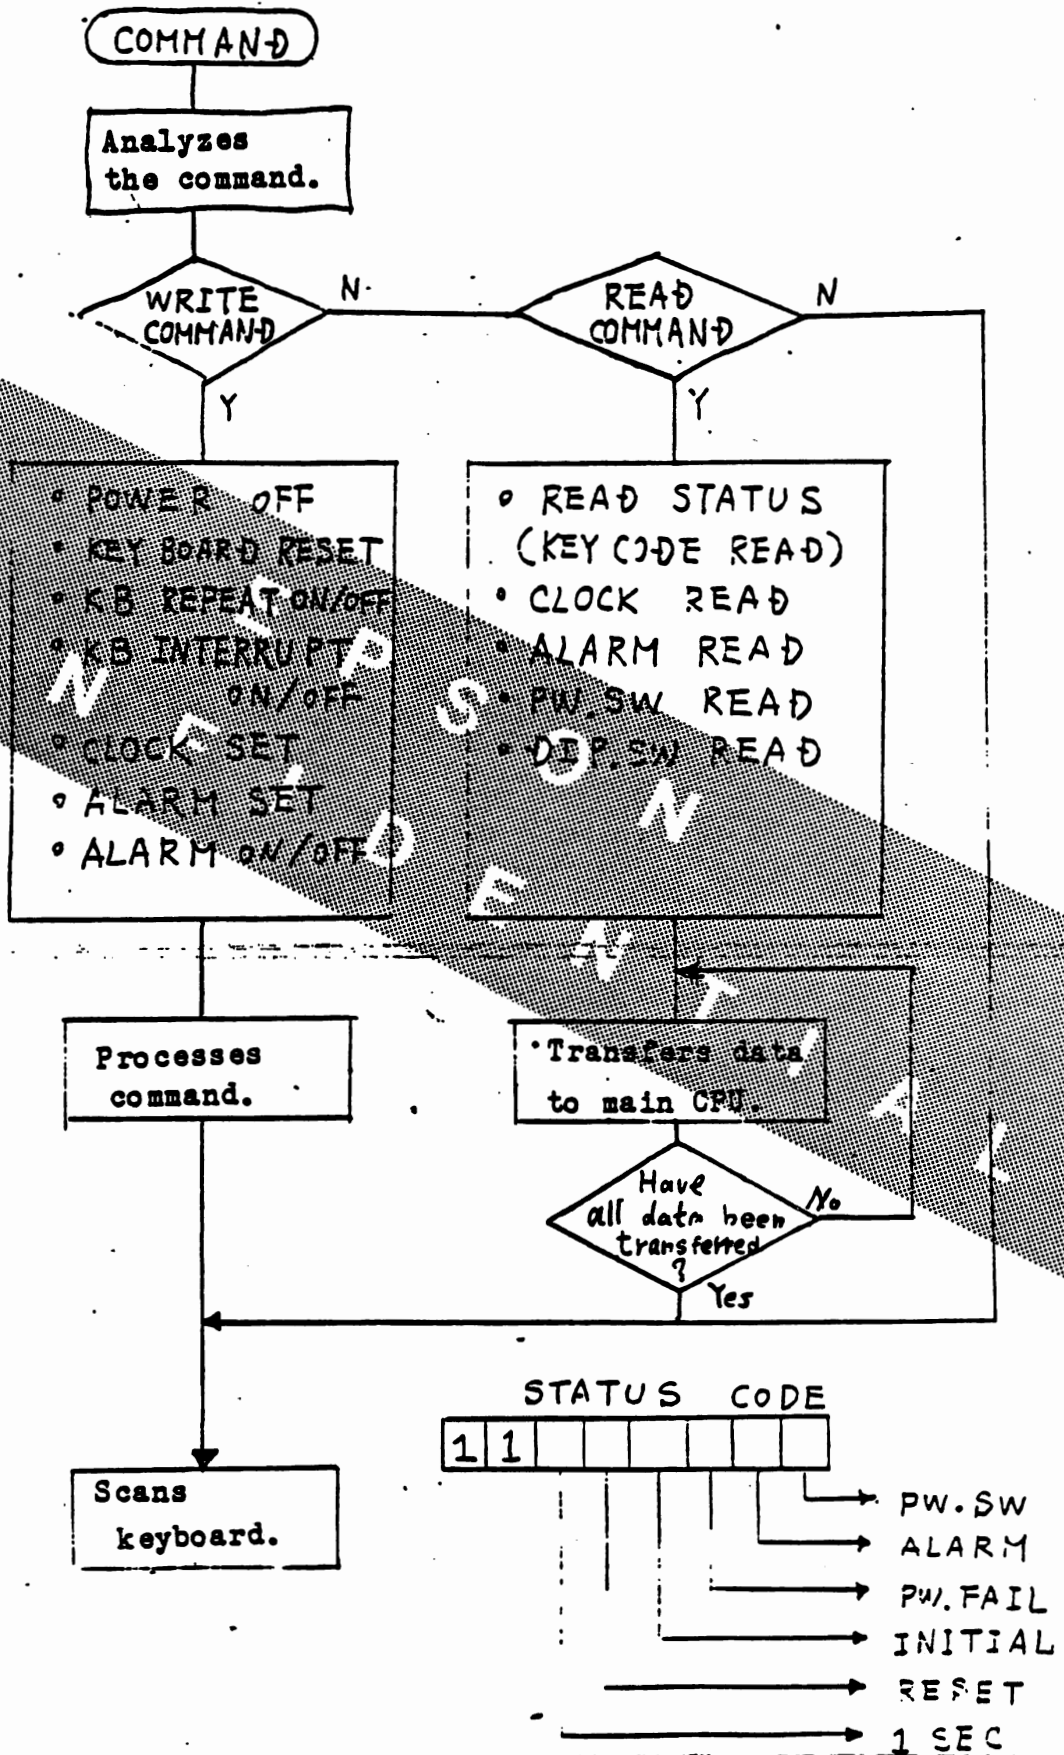 COMMAND
Analyzes
the command.
WRITE
COMMAND
N
Y
READ
COMMAND
N
Y
• POWER OFF
• KEY BOARD RESET
• KB REPEAT ON/OFF
• KB INTERRUPT
ON/OFF
• CLOCK SET
• ALARM SET
• ALARM ON/OFF
• READ STATUS
(KEY CODE READ)
• CLOCK READ
• ALARM READ
• PW.SW READ
• DIP.SW READ
EPSON
CONFIDENTIAL
Processes
command.
Transfers data
to main CPU.
Have
all data been
transferred
?
No
Yes
Scans
keyboard.
STATUS CODE
1 1
PW.SW
ALARM
PW.FAIL
INITIAL
RESET
1 SEC